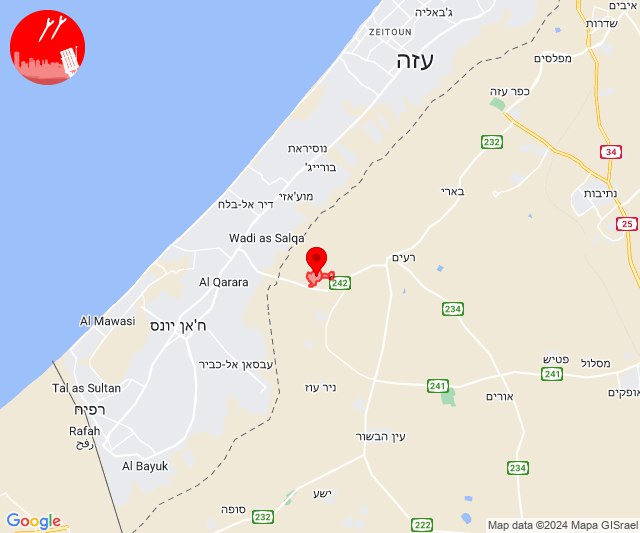 ג'באליה
איבים
שדרות
ZEITOUN
עזה
מפלסים
כפר עזה
232
נוסיראת
34
בורייג'
בארי
נתיבות
מוע'אזי
דיר אל-בלח
25
Wadi as Salqa
רעים
Al Qarara
242
234
Al Mawasi
ח'אן יונס
פטיש
מסלול
עבסאן אל-כביר
241
Tal as Sultan
ניר עוז
241
אופקים
אורים
רפיח
Rafah
رفح
עין הבשור
Al Bayuk
234
ישע
סופה
232
222
Google
Map data ©2024 Mapa GISrael